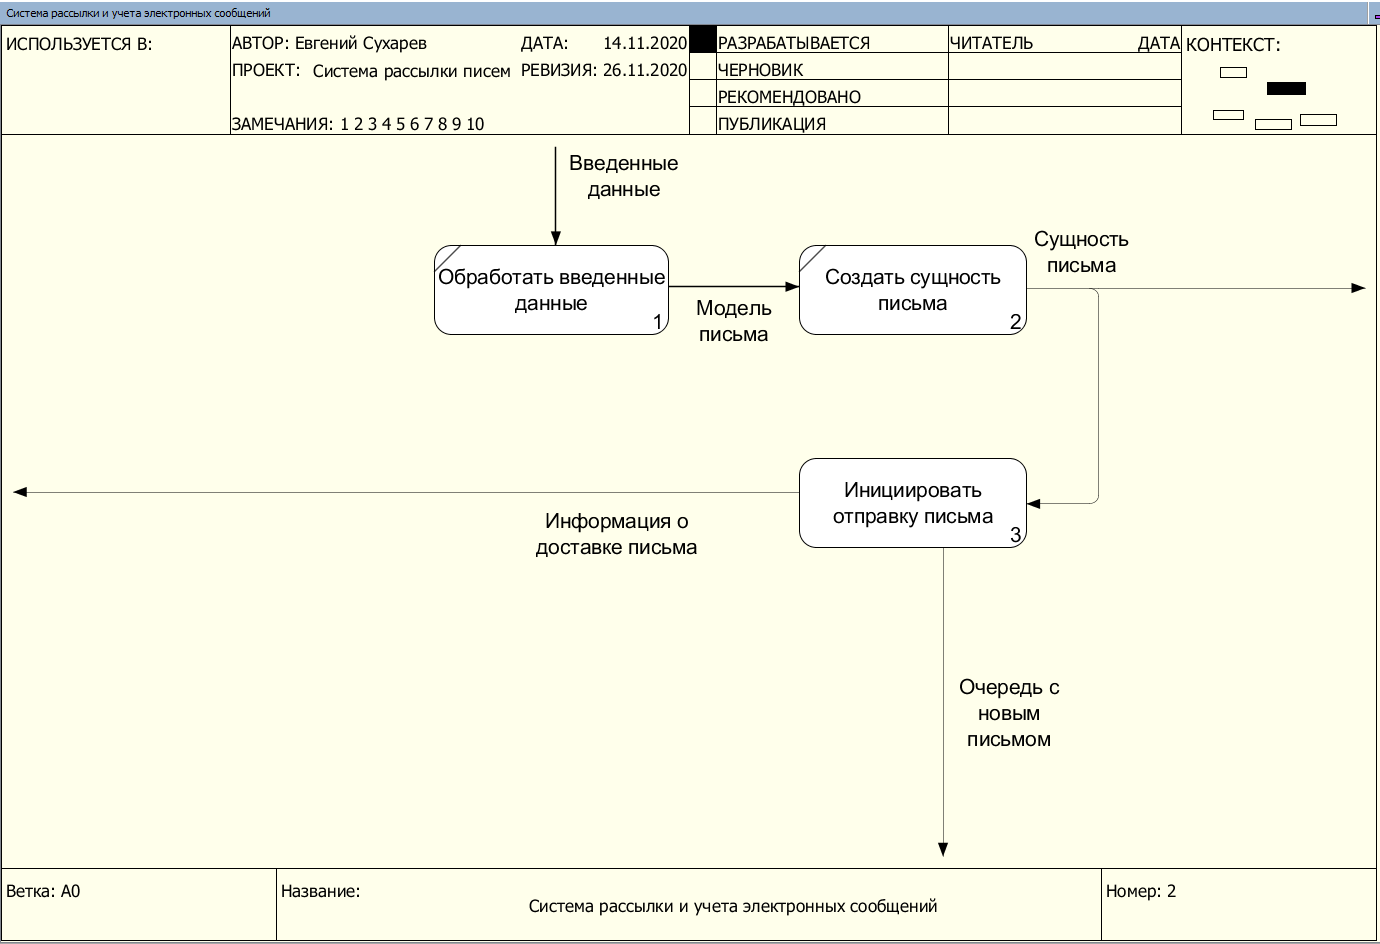 Система рассылки и учета электронных сообщений
ИСПОЛЬЗУЕТСЯ В:
АВТОР: Евгений Сухарев ДАТА: 14.11.2020
ПРОЕКТ: Система рассылки писем РЕВИЗИЯ: 26.11.2020
ЗАМЕЧАНИЯ: 1 2 3 4 5 6 7 8 9 10
РАЗРАБАТЫВАЕТСЯ
ЧЕРНОВИК
РЕКОМЕНДОВАНО
ПУБЛИКАЦИЯ
ЧИТАТЕЛЬ ДАТА
КОНТЕКСТ:
Введенные
данные
Обработать введенные
данные
1
Модель
письма
Создать сущность
письма
2
Сущность
письма
Инициировать
отправку письма
3
Информация о
доставке письма
Очередь с
новым
письмом
Ветка: A0
Название:
Система рассылки и учета электронных сообщений
Номер: 2